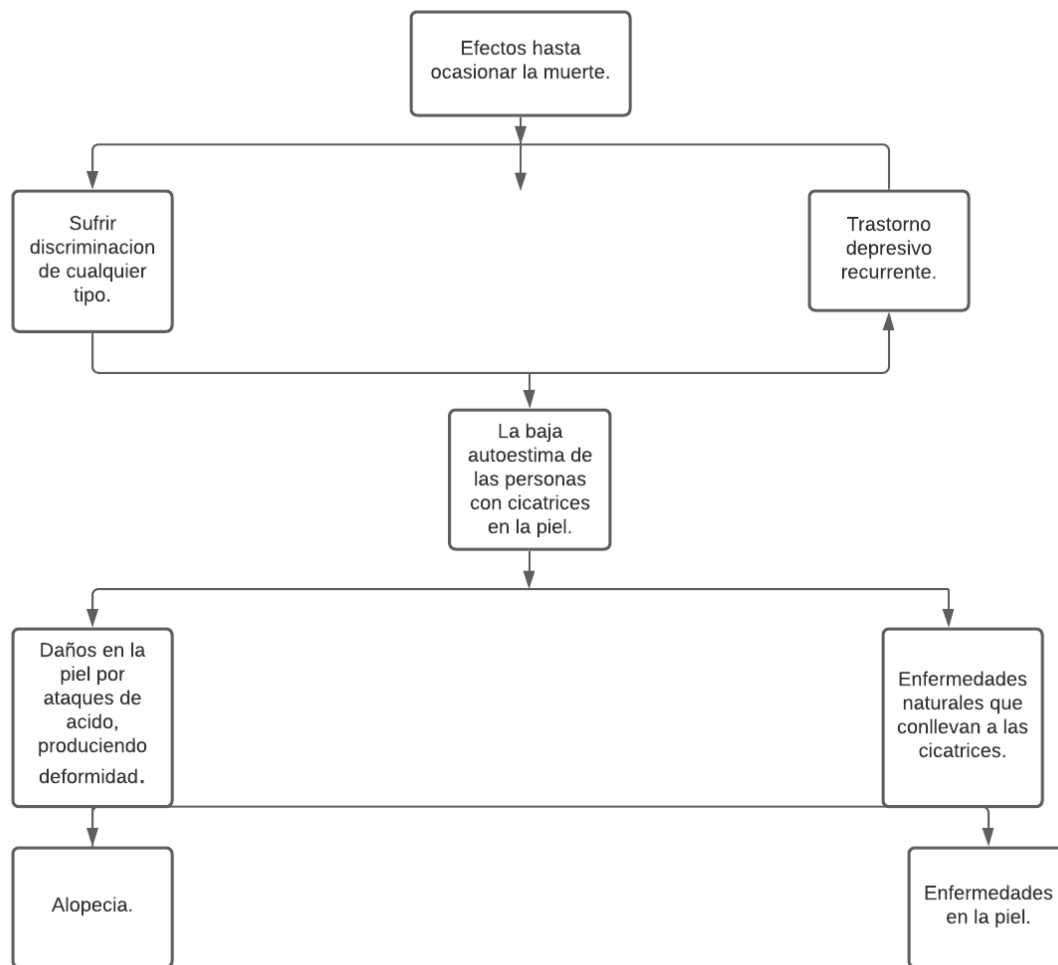 Efectos hasta
ocasionar la muerte.
Sufrir
discriminacion
de cualquier
tipo.
Trastorno
depresivo
recurrente.
La baja
autoestima de
las personas
con cicatrices
en la piel.
Daños en la
piel por
ataques de
acido,
produciendo
deformidad.
Enfermedades
naturales que
conllevan a las
cicatrices.
Alopecia.
Enfermedades
en la piel.